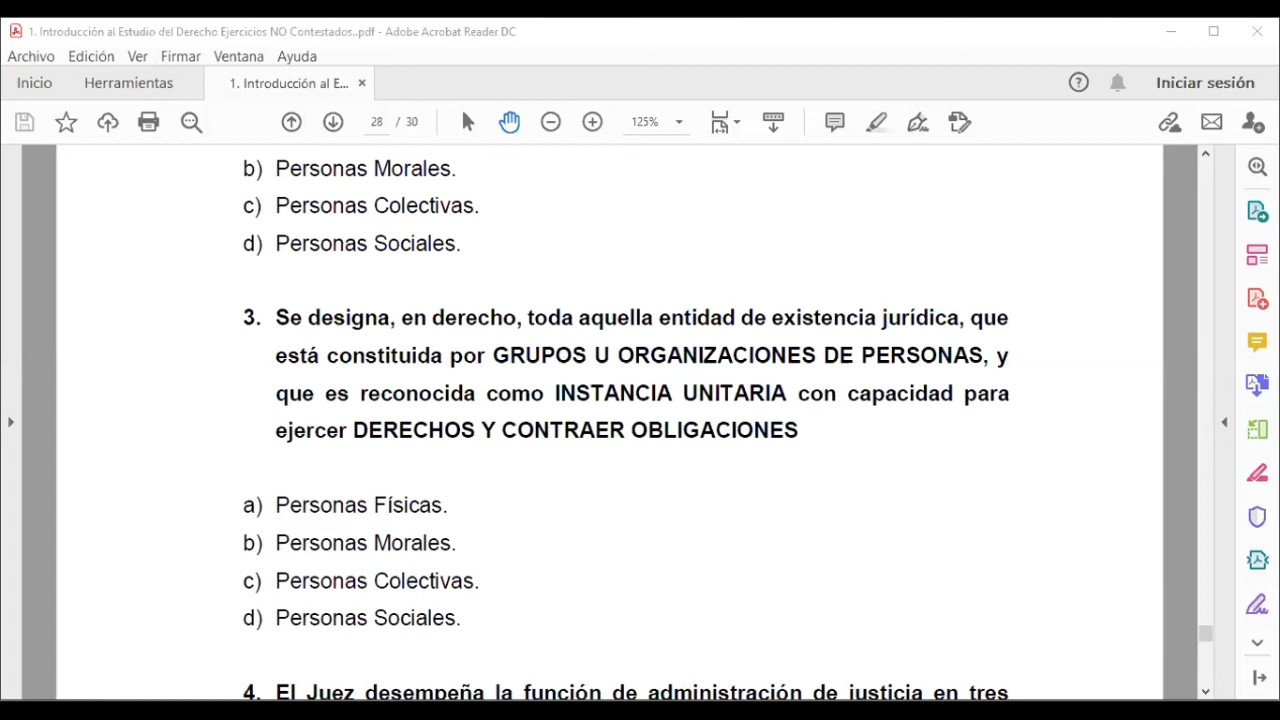 1. Introducción al Estudio del Derecho Ejercicios NO Contestados..pdf - Adobe Acrobat Reader DC
Archivo Edición Ver Firmar Ventana Ayuda
Inicio Herramientas 1. Introducción al E... × Iniciar sesión
28 / 30 125%
b) Personas Morales.
c) Personas Colectivas.
d) Personas Sociales.
3. Se designa, en derecho, toda aquella entidad de existencia jurídica, que
está constituida por GRUPOS U ORGANIZACIONES DE PERSONAS, y
que es reconocida como INSTANCIA UNITARIA con capacidad para
ejercer DERECHOS Y CONTRAER OBLIGACIONES
a) Personas Físicas.
b) Personas Morales.
c) Personas Colectivas.
d) Personas Sociales.
4. El Juez desempeña la función de administración de justicia en tres